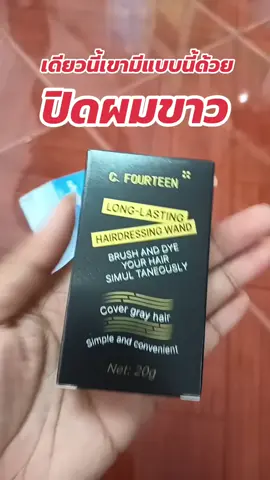 เดียวนี้เขามีแบบนี้ด้วย
ปิดผมขาว
C. FOURTEEN
LONG-LASTING
HAIRDRESSING WAND
BRUSH AND DYE
YOUR HAIR
SIMUL TANEOUSLY
Cover gray hair
Simple and convenient
Net: 20g